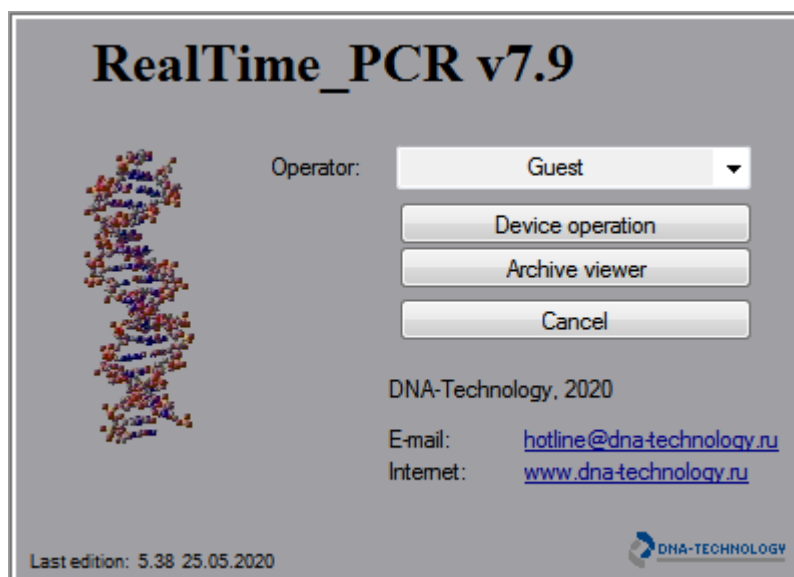 RealTime_PCR v7.9
Operator: Guest
Device operation
Archive viewer
Cancel
DNA-Technology, 2020
E-mail: hotline@dna-technology.ru
Internet: www.dna-technology.ru
Last edition: 5.38 25.05.2020
DNA-TECHNOLOGY